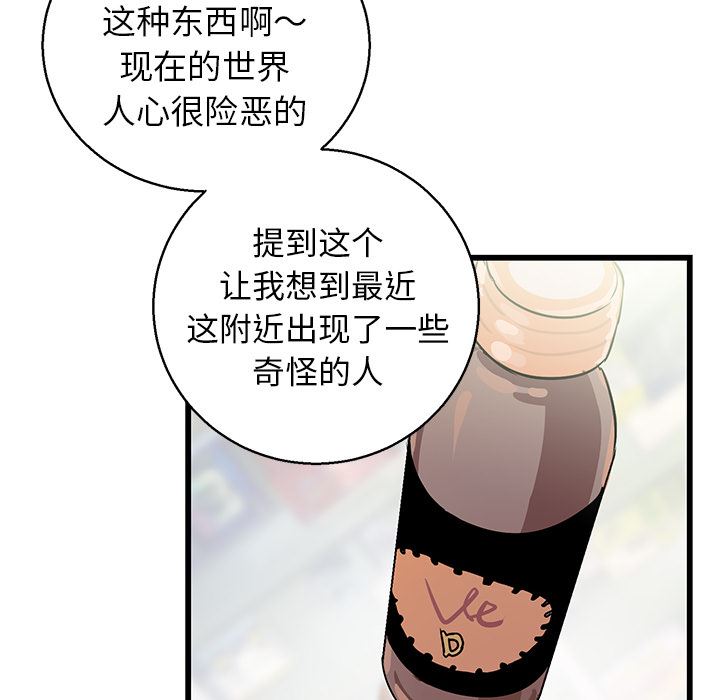 这种东西啊～
现在的世界
人心很险恶的
提到这个
让我想到最近
这附近出现了一些
奇怪的人
Ve
D